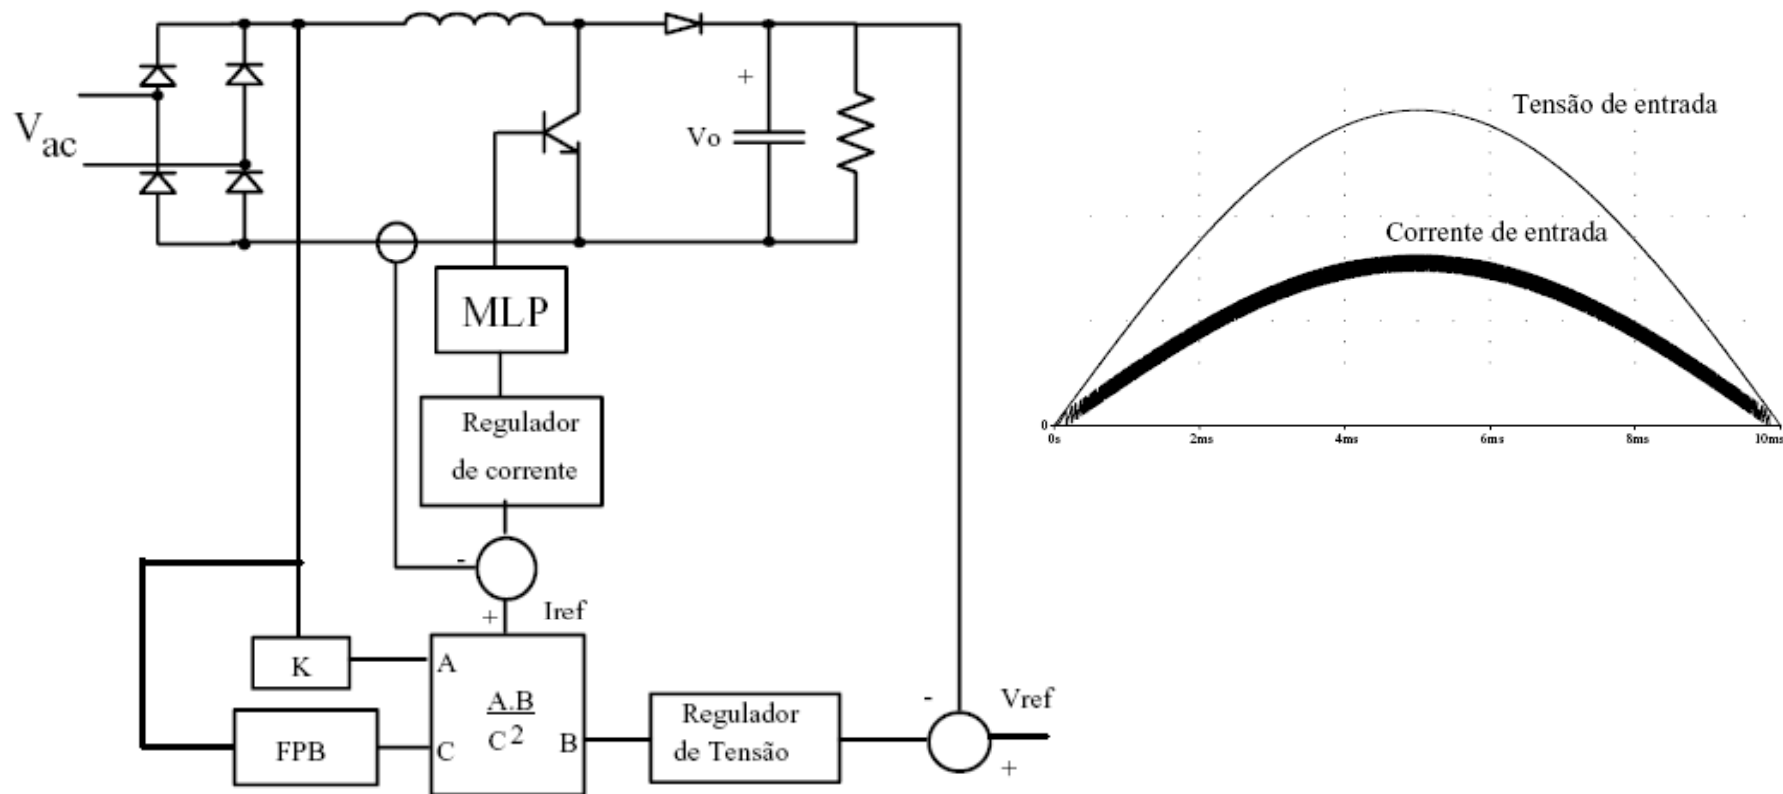 V
ac
+
Vo
MLP
Regulador
de corrente
-
+
Iref
K
A
A.B
C2
FPB
C
B
Regulador
de Tensão
-
Vref
+
Tensão de entrada
Corrente de entrada
0
0s
2ms
4ms
6ms
8ms
10ms